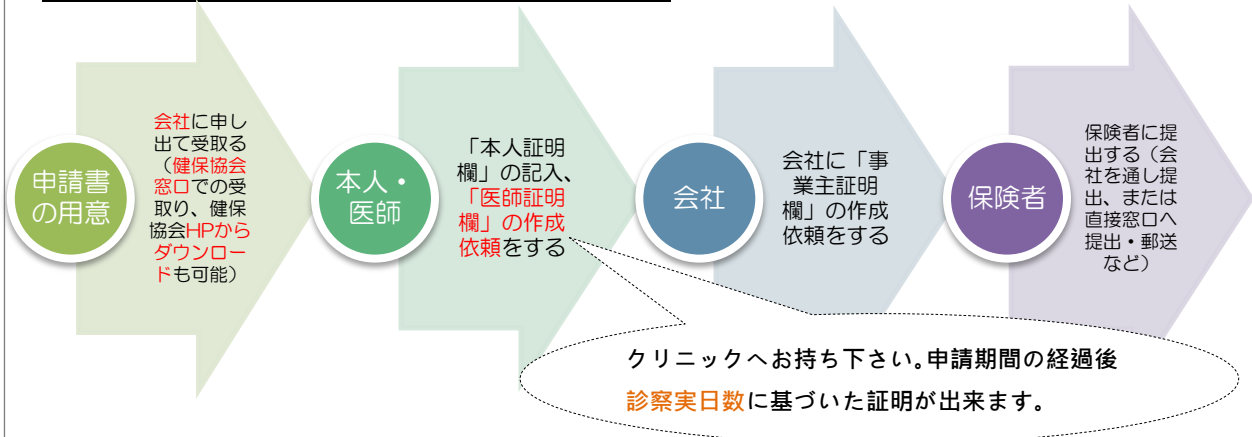 申請書
の用意
会社に申し
出て受取る
（健保協会
窓口での受
取り、健保
協会HPから
ダウンロー
ドも可能）
本人・
医師
「本人証明
欄」の記入、
「医師証明
欄」の作成
依頼をする
会社
会社に「事
業主証明
欄」の作成
依頼をする
保険者
保険者に提
出する（会
社を通し提
出、または
直接窓口へ
提出・郵送
など）
クリニックへお持ち下さい｡申請期間の経過後
診察実日数に基づいた証明が出来ます。